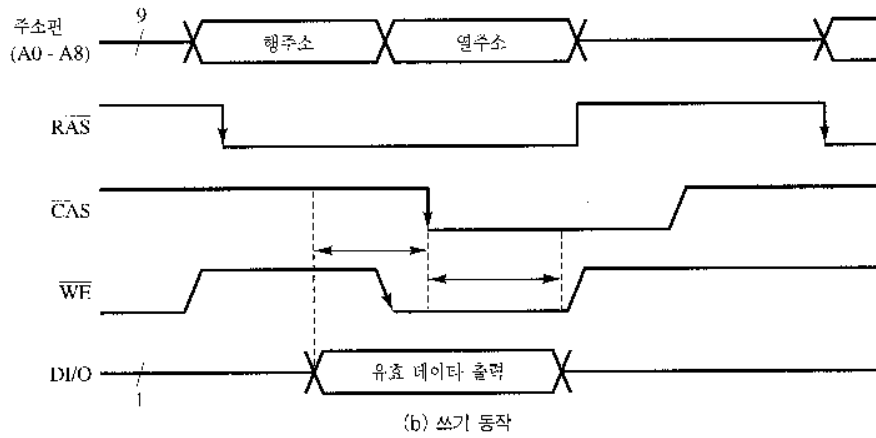 주소핀
(A0 - A8)
9
행주소
열주소
RAS
CAS
WE
DI/O
1
유효 데이타 출력
(b) 쓰기 동작